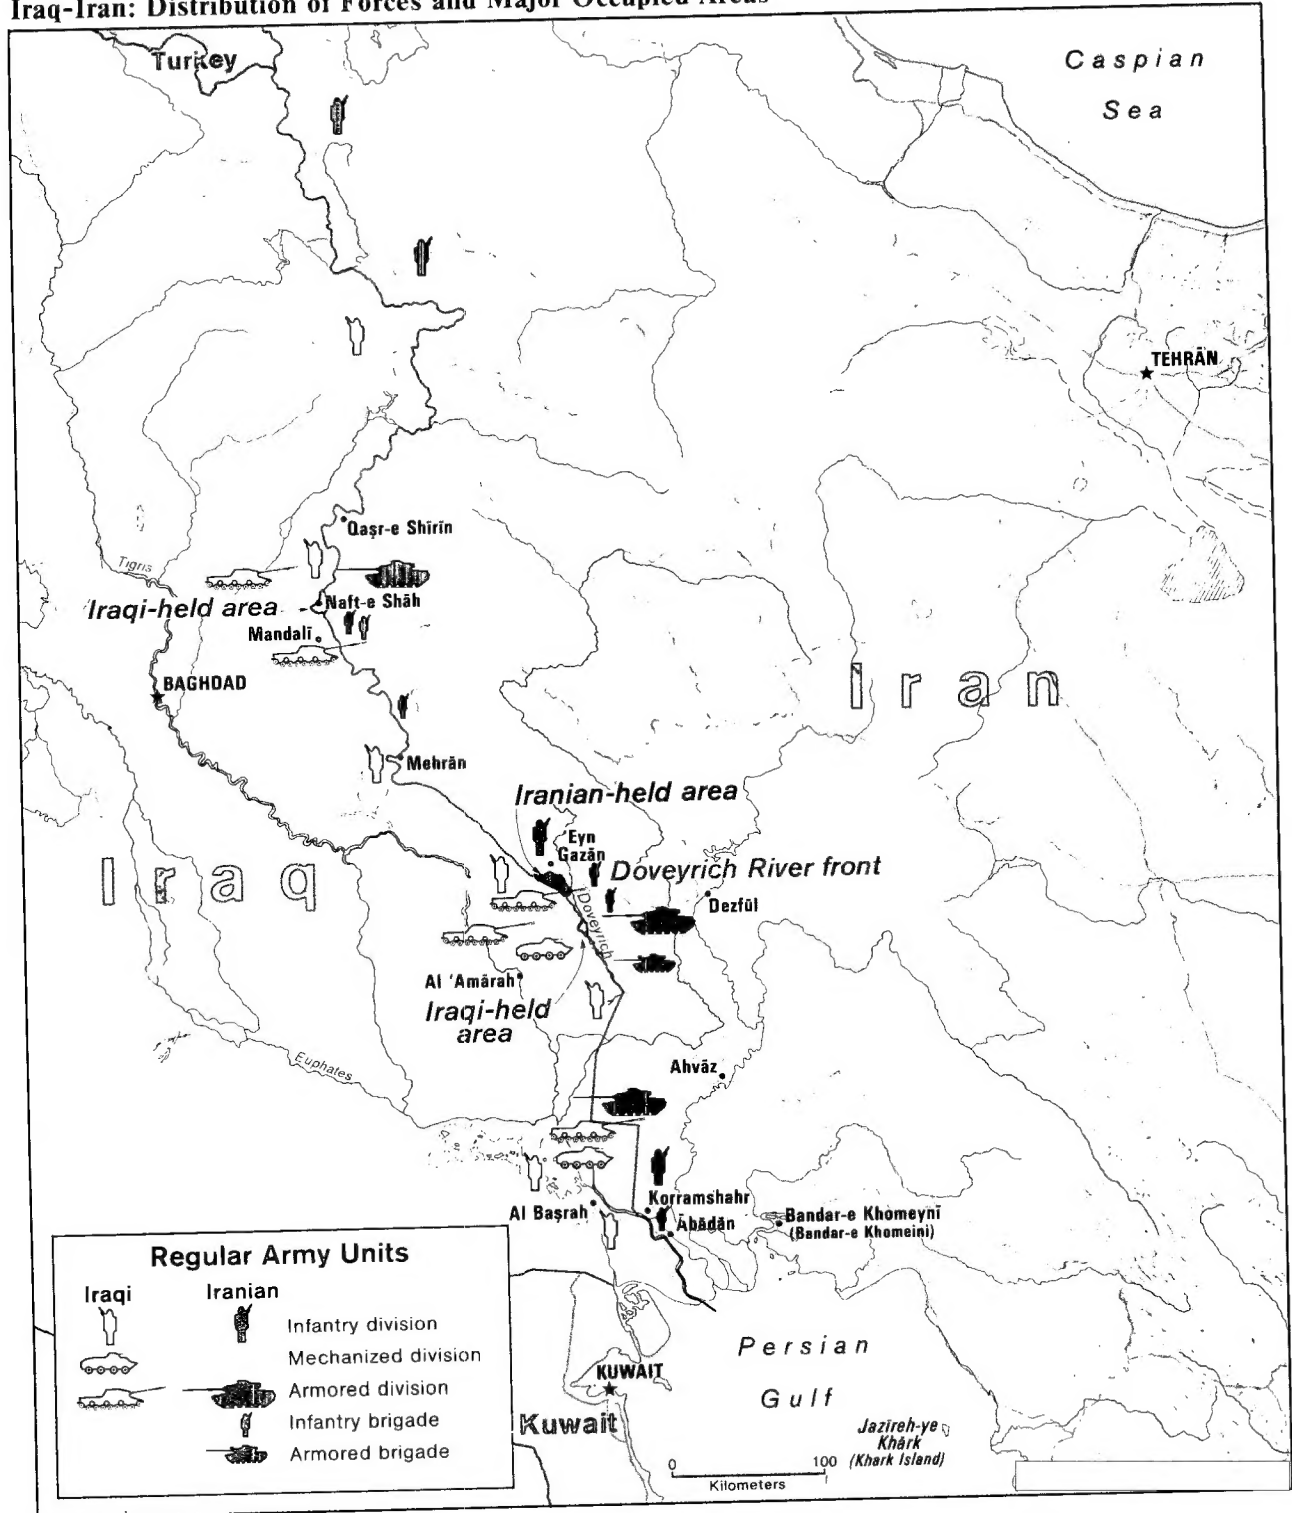 Iraq-Iran: Distribution of Forces and Major Occupied Areas
Turkey
Caspian
Sea
TEHRĀN
Qaşr-e Shīrīn
Tigris
Iraqi-held area
Naft-e Shāh
Mandalī
BAGHDAD
Iran
Mehrān
Iranian-held area
Eyn
Gazān
Doveyrich River front
Iraq
Dezfūl
Doveyrich
Al 'Amārah
Iraqi-held
area
Euphates
Ahvāz
Korramshahr
Al Başrah
Ābādān
Bandar-e Khomeynī
(Bandar-e Khomeini)
Regular Army Units
Iraqi Iranian
Infantry division
Mechanized division
Armored division
Infantry brigade
Armored brigade
Persian
Gulf
KUWAIT
Kuwait
Jazīreh-ye
Khārk
(Khark Island)
0 100
Kilometers